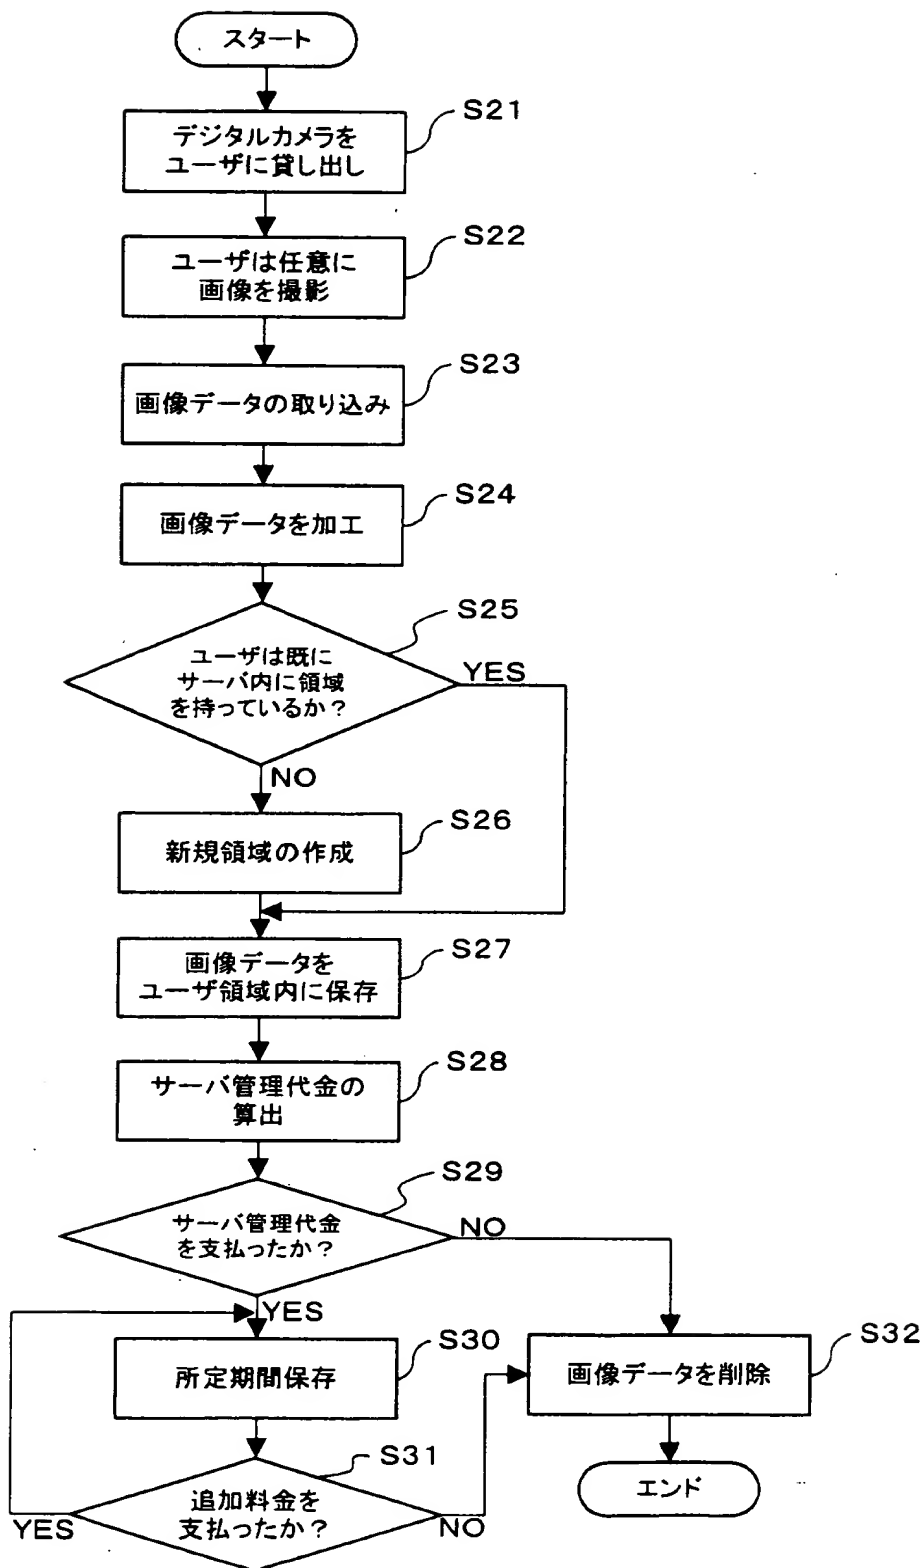 スタート
S21
デジタルカメラを
ユーザに貸し出し
S22
ユーザは任意に
画像を撮影
S23
画像データの取り込み
S24
画像データを加工
S25
ユーザは既に
サーバ内に領域
を持っているか?
YES
NO
S26
新規領域の作成
S27
画像データを
ユーザ領域内に保存
S28
サーバ管理代金の
算出
S29
サーバ管理代金
を支払ったか?
NO
YES
S30
所定期間保存
S32
画像データを削除
S31
追加料金を
支払ったか?
YES
NO
エンド